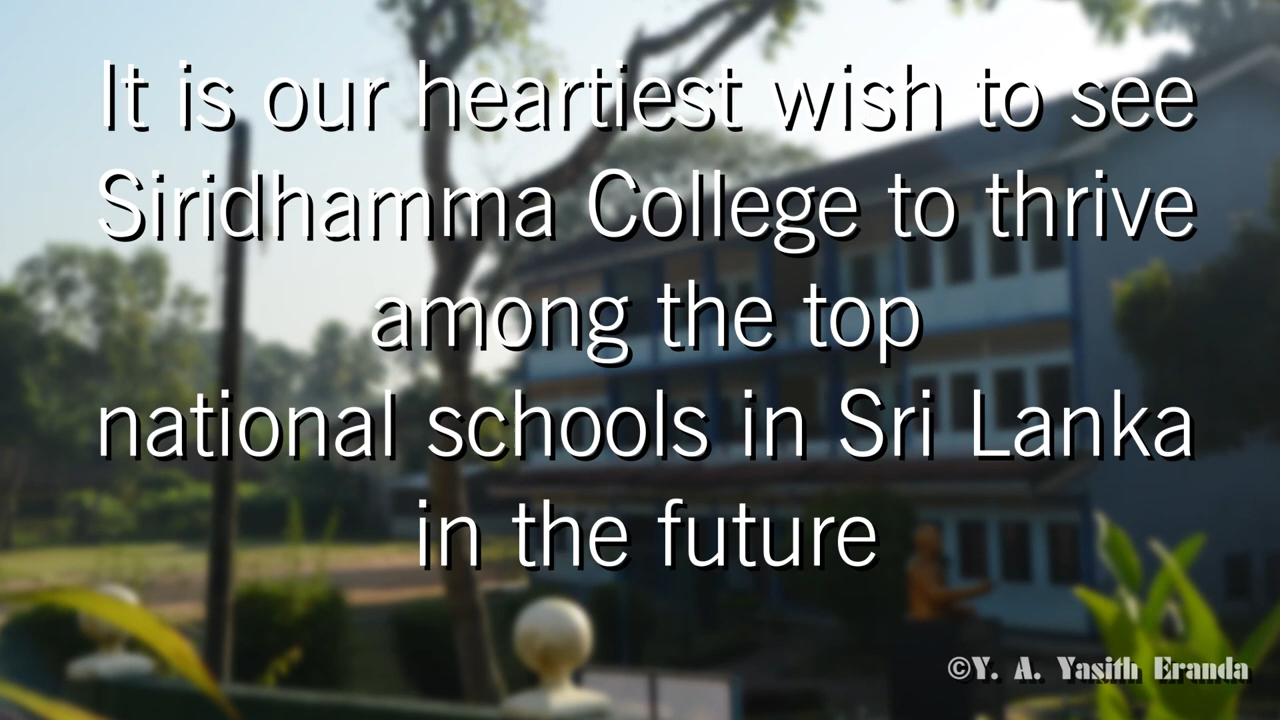 It is our heartiest wish to see
Siridhamma College to thrive
among the top
national schools in Sri Lanka
in the future
©Y. A. Yasith Eranda